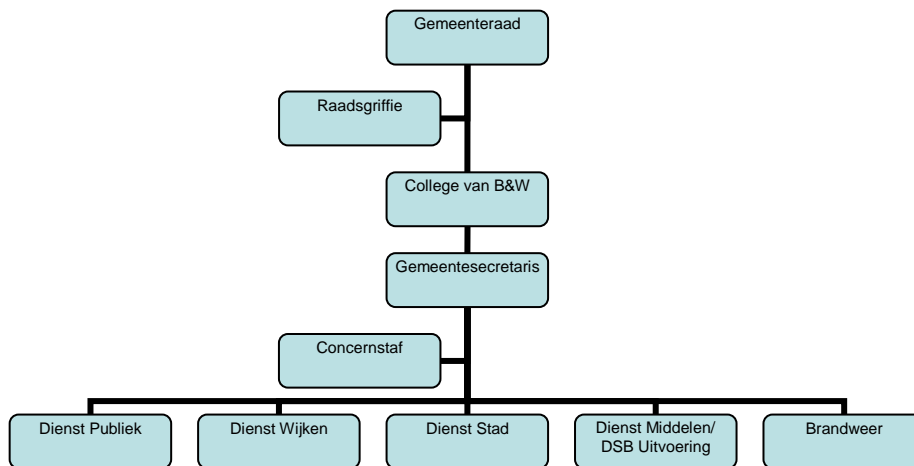 Gemeenteraad
Raadsgriffie
College van B&W
Gemeentesecretaris
Concernstaf
Dienst Publiek
Dienst Wijken
Dienst Stad
Dienst Middelen/
DSB Uitvoering
Brandweer